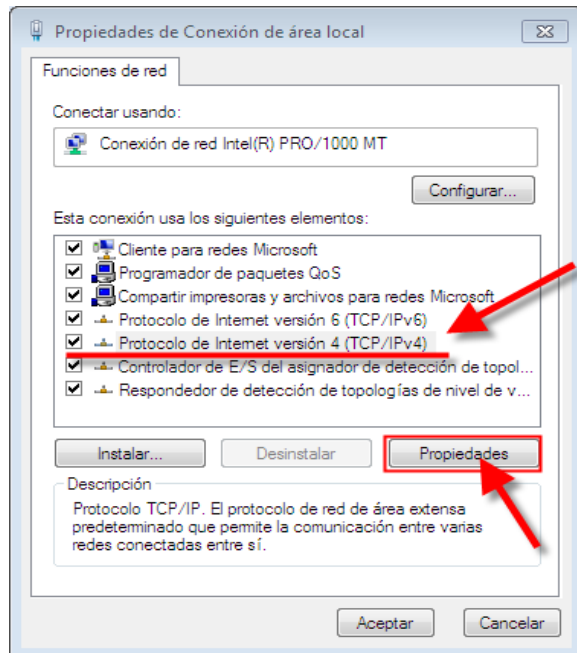 Propiedades de Conexión de área local
Funciones de red
Conectar usando:
Conexión de red Intel(R) PRO/1000 MT
Configurar...
Esta conexión usa los siguientes elementos:
Cliente para redes Microsoft
Programador de paquetes QoS
Compartir impresoras y archivos para redes Microsoft
Protocolo de Internet versión 6 (TCP/IPv6)
Protocolo de Internet versión 4 (TCP/IPv4)
Controlador de E/S del asignador de detección de topol...
Respondedor de detección de topologías de nivel de v...
Instalar...
Desinstalar
Propiedades
Descripción
Protocolo TCP/IP. El protocolo de red de área extensa
predeterminado que permite la comunicación entre varias
redes conectadas entre sí.
Aceptar
Cancelar